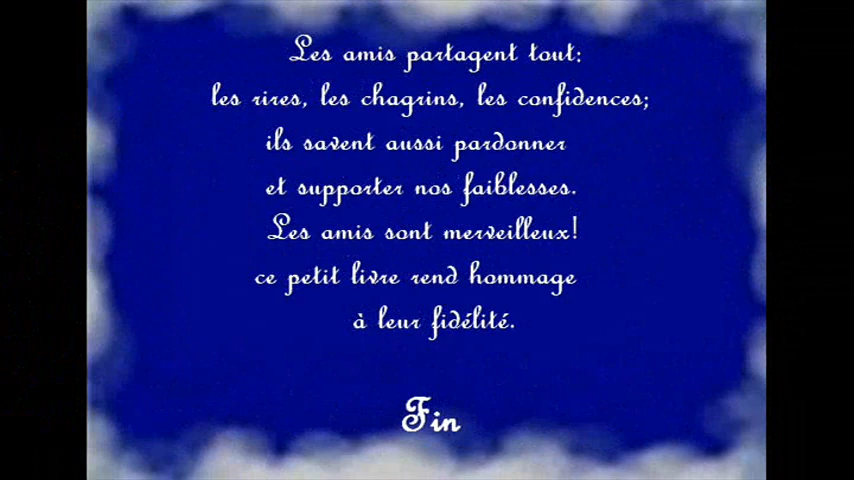 Les amis partagent tout:
les rires, les chagrins, les confidences;
ils savent aussi pardonner
et supporter nos faiblesses.
Les amis sont merveilleux!
ce petit livre rend hommage
à leur fidélité.
Fin